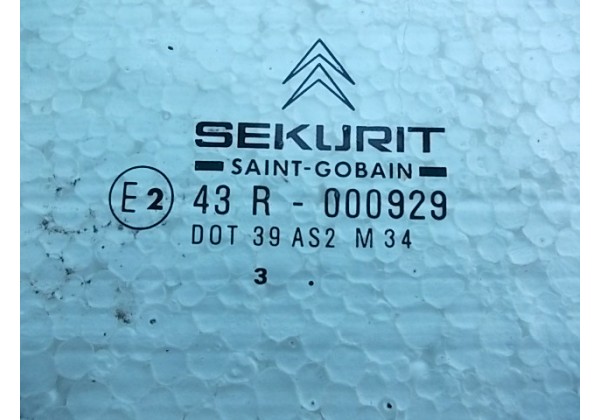 SEKURIT
SAINT-GOBAIN
E2 43 R - 000929
DOT 39 AS2 M 34
3 .